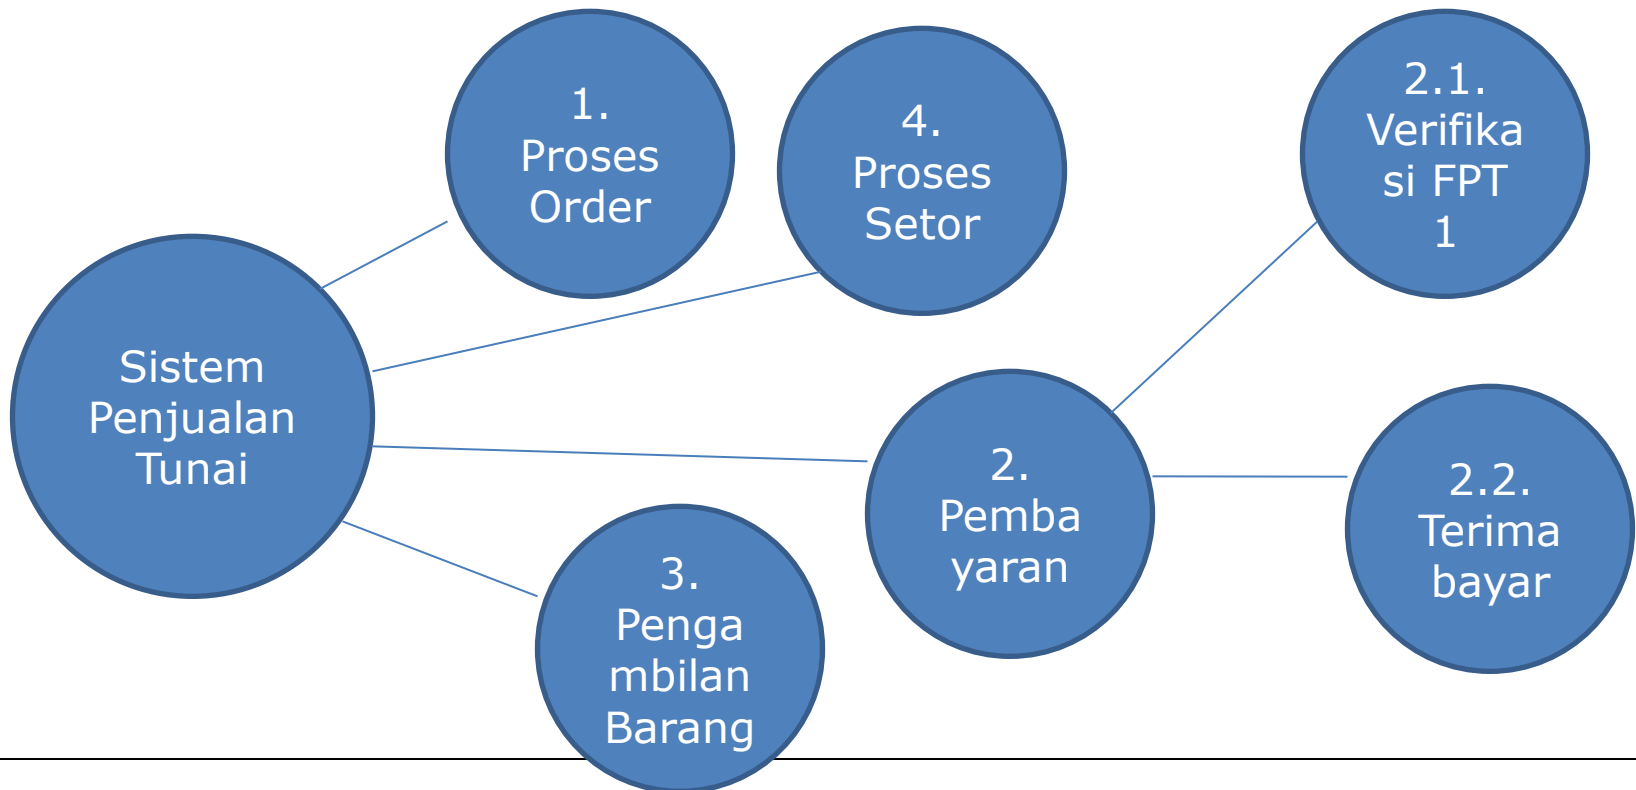 1.
Proses
Order
4.
Proses
Setor
2.1.
Verifika
si FPT
1
Sistem
Penjualan
Tunai
2.
Pemba
yaran
2.2.
Terima
bayar
3.
Penga
mbilan
Barang